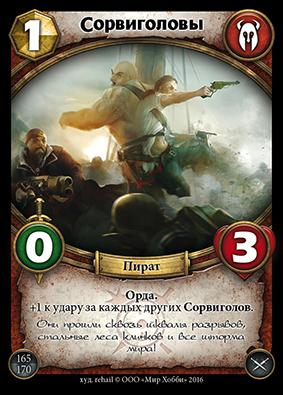 1
Сорвиголовы
0
3
Пират
Орда.
+1 к удару за каждых других Сорвиголов.
Они прошли сквозь шквалы разрывов,
стальные леса клинков и все шторма
мира!
165
170
худ. rehail © ООО «Мир Хобби» 2016